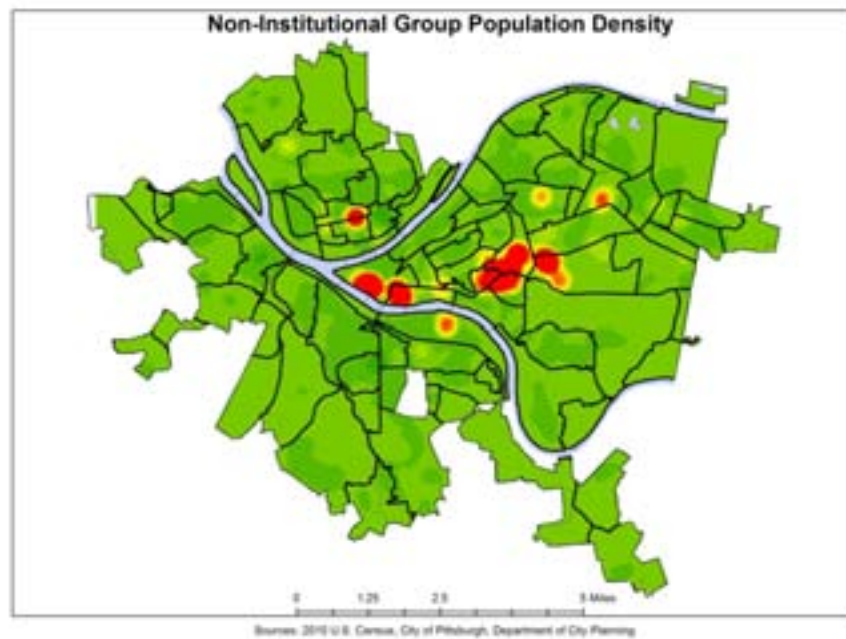 Non-Institutional Group Population Density
0 1.25 2.5 5 Miles
Sources: 2010 U.S. Census, City of Pittsburgh, Department of City Planning